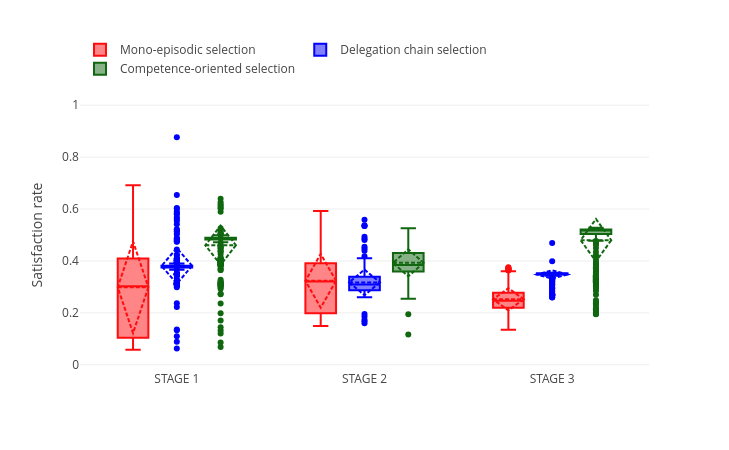 Mono-episodic selection
Delegation chain selection
Competence-oriented selection
1
0.8
0.6
0.4
0.2
0
Satisfaction rate
STAGE 1
STAGE 2
STAGE 3